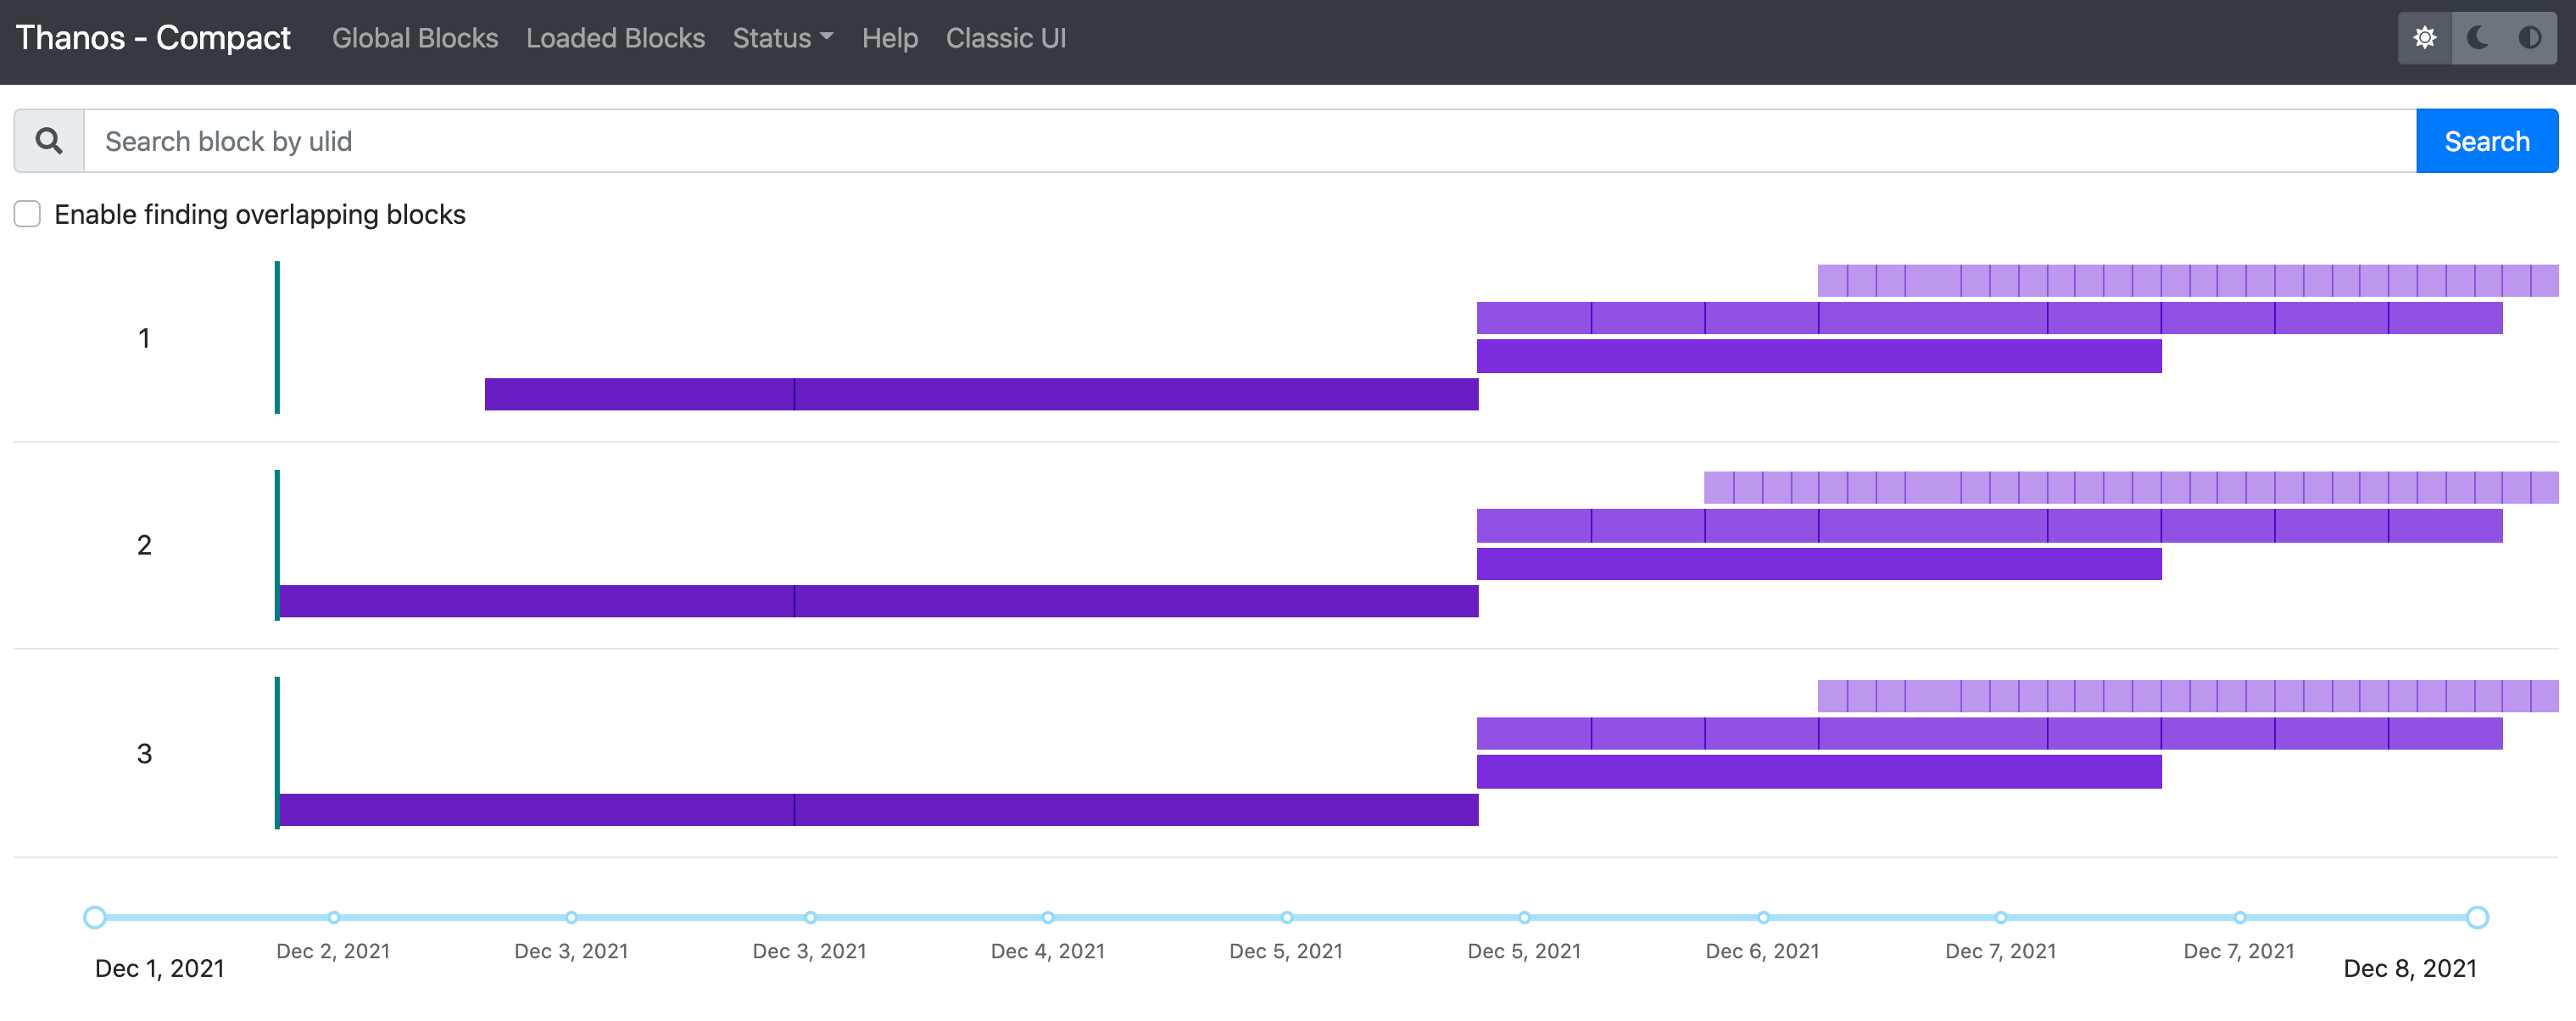 Thanos - Compact Global Blocks Loaded Blocks Status Help Classic UI
Search block by ulid Search
Enable finding overlapping blocks
1
2
3
Dec 1, 2021 Dec 2, 2021 Dec 3, 2021 Dec 3, 2021 Dec 4, 2021 Dec 5, 2021 Dec 5, 2021 Dec 6, 2021 Dec 7, 2021 Dec 7, 2021 Dec 8, 2021